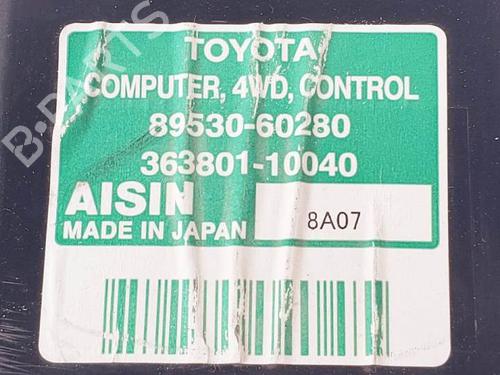 TOYOTA
COMPUTER, 4WD, CONTROL
89530-60280
363801-10040
AISIN
8A07
MADE IN JAPAN
B-PARTS